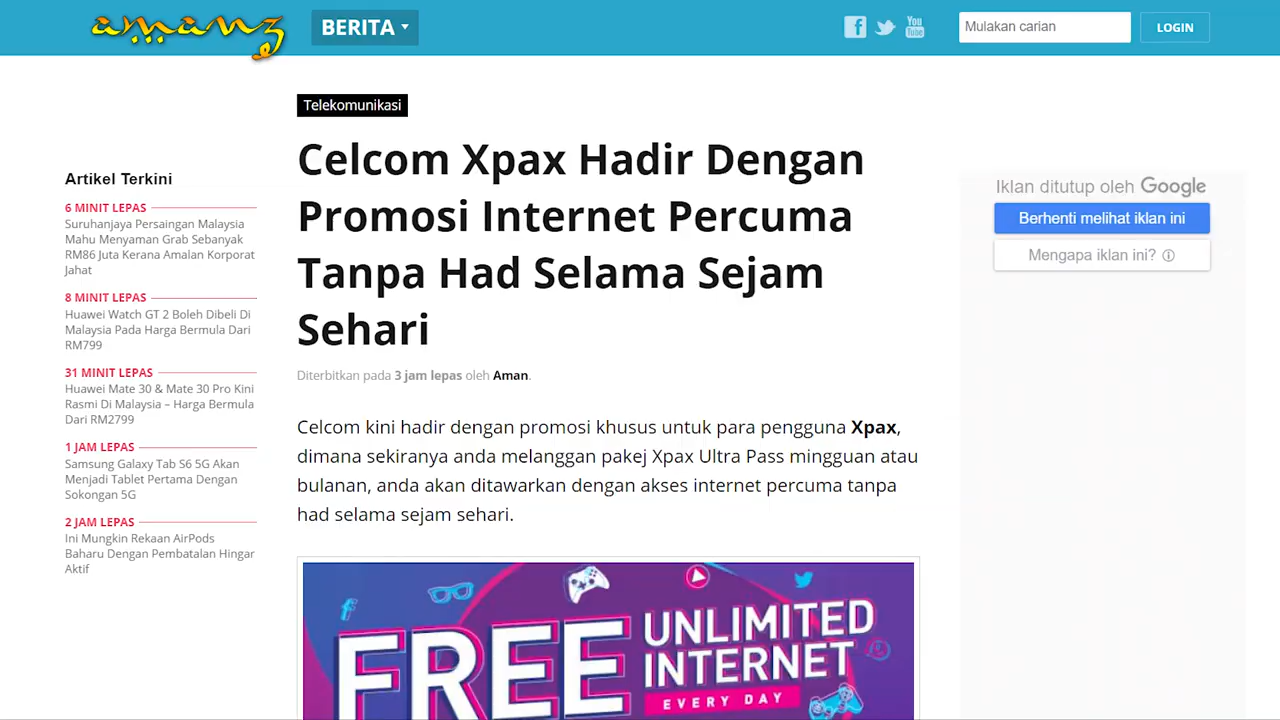 amanz
BERITA
You
Tube
Mulakan carian
LOGIN
Telekomunikasi
Celcom Xpax Hadir Dengan
Promosi Internet Percuma
Tanpa Had Selama Sejam
Sehari
Diterbitkan pada 3 jam lepas oleh Aman.
Celcom kini hadir dengan promosi khusus untuk para pengguna Xpax,
dimana sekiranya anda melanggan pakej Xpax Ultra Pass mingguan atau
bulanan, anda akan ditawarkan dengan akses internet percuma tanpa
had selama sejam sehari.
FREE
UNLIMITED
INTERNET
EVERY DAY
Artikel Terkini
6 MINIT LEPAS
Suruhanjaya Persaingan Malaysia
Mahu Menyaman Grab Sebanyak
RM86 Juta Kerana Amalan Korporat
Jahat
8 MINIT LEPAS
Huawei Watch GT 2 Boleh Dibeli Di
Malaysia Pada Harga Bermula Dari
RM799
31 MINIT LEPAS
Huawei Mate 30 & Mate 30 Pro Kini
Rasmi Di Malaysia – Harga Bermula
Dari RM2799
1 JAM LEPAS
Samsung Galaxy Tab S6 5G Akan
Menjadi Tablet Pertama Dengan
Sokongan 5G
2 JAM LEPAS
Ini Mungkin Rekaan AirPods
Baharu Dengan Pembatalan Hingar
Aktif
Iklan ditutup oleh Google
Berhenti melihat iklan ini
Mengapa iklan ini?